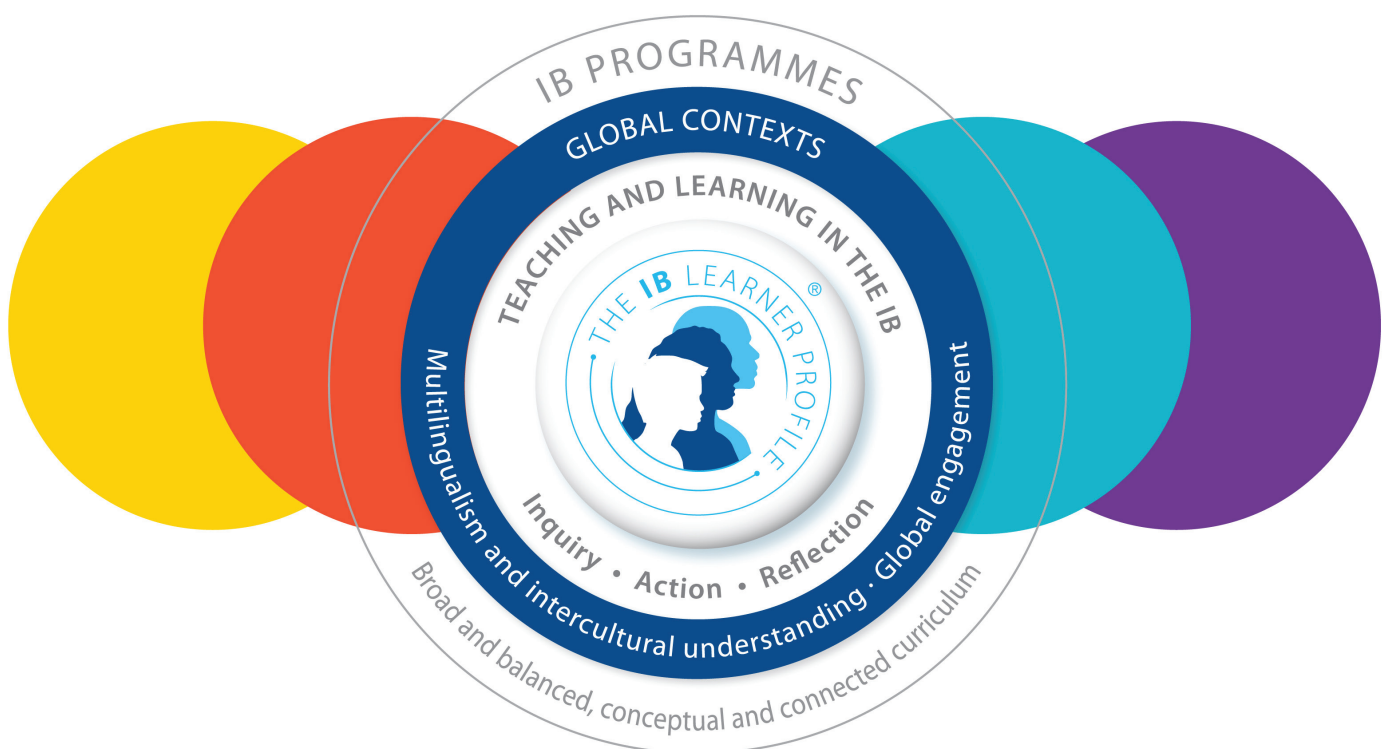 IB PROGRAMMES
GLOBAL CONTEXTS
TEACHING AND LEARNING IN THE IB
THE IB LEARNER PROFILE ®
Inquiry • Action • Reflection
Multilingualism and intercultural understanding · Global engagement
Broad and balanced, conceptual and connected curriculum